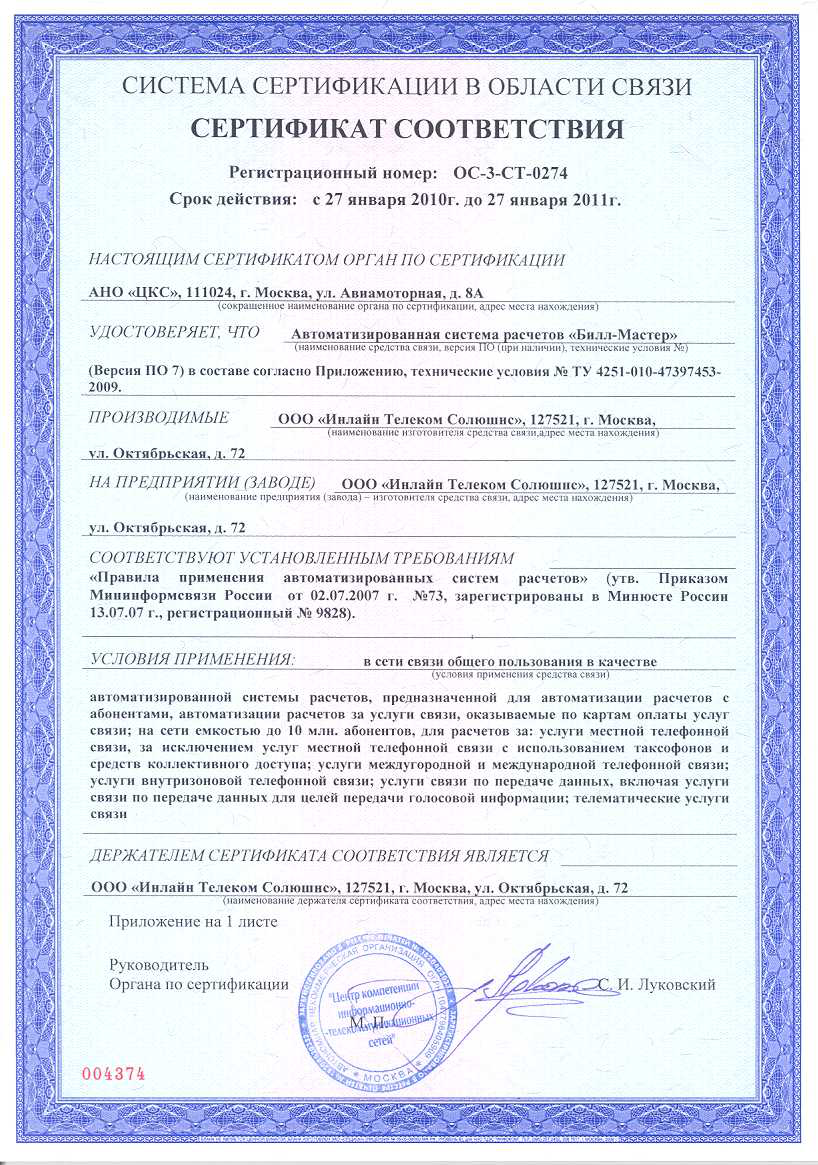 СИСТЕМА СЕРТИФИКАЦИИ В ОБЛАСТИ СВЯЗИ
СЕРТИФИКАТ СООТВЕТСТВИЯ
Регистрационный номер: ОС-3-СТ-0274
Срок действия: с 27 января 2010г. до 27 января 2011г.
НАСТОЯЩИМ СЕРТИФИКАТОМ ОРГАН ПО СЕРТИФИКАЦИИ
АНО «ЦКС», 111024, г. Москва, ул. Авиамоторная, д. 8А
(сокращенное наименование органа по сертификации, адрес места нахождения)
УДОСТОВЕРЯЕТ, ЧТО Автоматизированная система расчетов «Билл-Мастер»
(наименование средства связи, версия ПО (при наличии), технические условия №)
(Версия ПО 7) в составе согласно Приложению, технические условия № ТУ 4251-010-47397453-
2009.
ПРОИЗВОДИМЫЕ ООО «Инлайн Телеком Солюшнс», 127521, г. Москва,
(наименование изготовителя средства связи,адрес места нахождения)
ул. Октябрьская, д. 72
НА ПРЕДПРИЯТИИ (ЗАВОДЕ) ООО «Инлайн Телеком Солюшнс», 127521, г. Москва,
(наименование предприятия (завода) – изготовителя средства связи, адрес места нахождения)
ул. Октябрьская, д. 72
СООТВЕТСТВУЮТ УСТАНОВЛЕННЫМ ТРЕБОВАНИЯМ
«Правила применения автоматизированных систем расчетов» (утв. Приказом
Мининформсвязи России от 02.07.2007 г. №73, зарегистрированы в Минюсте России
13.07.07 г., регистрационный № 9828).
УСЛОВИЯ ПРИМЕНЕНИЯ: в сети связи общего пользования в качестве
(условия применения средства связи)
автоматизированной системы расчетов, предназначенной для автоматизации расчетов с
абонентами, автоматизации расчетов за услуги связи, оказываемые по картам оплаты услуг
связи; на сети емкостью до 10 млн. абонентов, для расчетов за: услуги местной телефонной
связи, за исключением услуг местной телефонной связи с использованием таксофонов и
средств коллективного доступа; услуги междугородной и международной телефонной связи;
услуги внутризоновой телефонной связи; услуги связи по передаче данных, включая услуги
связи по передаче данных для целей передачи голосовой информации; телематические услуги
связи
ДЕРЖАТЕЛЕМ СЕРТИФИКАТА СООТВЕТСТВИЯ ЯВЛЯЕТСЯ
ООО «Инлайн Телеком Солюшнс», 127521, г. Москва, ул. Октябрьская, д. 72
(наименование держателя сертификата соответствия, адрес места нахождения)
Приложение на 1 листе
Руководитель
Органа по сертификации С. И. Луковский
"Центр компетенции
информационно-
М. П.
-телекоммуникационных
сетей"
МОСКВА
004374